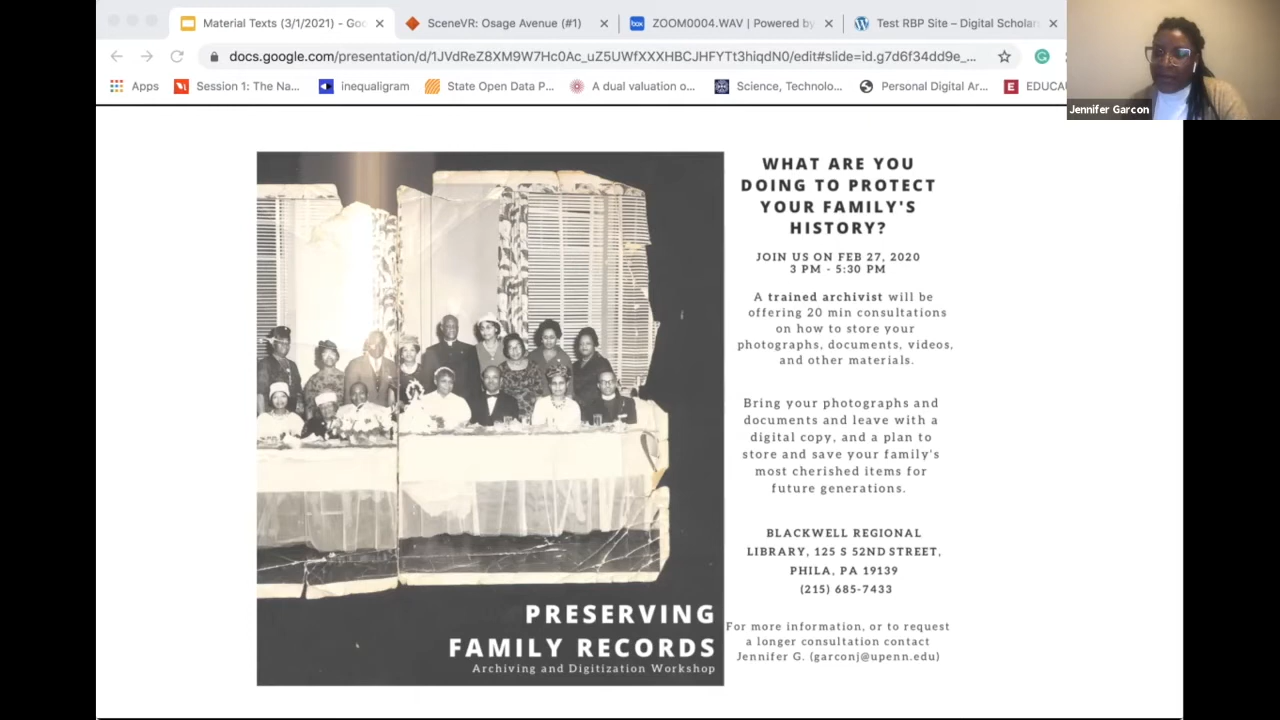 Material Texts (3/1/2021) - Goo
SceneVR: Osage Avenue (#1)
ZOOM0004.WAV | Powered by
Test RBP Site – Digital Scholar
docs.google.com/presentation/d/1JVdReZ8XM9W7Hc0Ac_uZ5UWfXXXHBCJHFYTt3hiqdN0/edit#slide=id.g7d6f34dd9e_...
Apps
Session 1: The Na...
inequaligram
State Open Data P...
A dual valuation o...
Science, Technolo...
Personal Digital Ar...
EDUCA
Jennifer Garcon
WHAT ARE YOU
DOING TO PROTECT
YOUR FAMILY'S
HISTORY?
JOIN US ON FEB 27, 2020
3 PM - 5:30 PM
A trained archivist will be
offering 20 min consultations
on how to store your
photographs, documents, videos,
and other materials.
Bring your photographs and
documents and leave with a
digital copy, and a plan to
store and save your family's
most cherished items for
future generations.
BLACKWELL REGIONAL
LIBRARY, 125 S 52ND STREET,
PHILA, PA 19139
(215) 685-7433
For more information, or to request
a longer consultation contact
Jennifer G. (garconj@upenn.edu)
PRESERVING
FAMILY RECORDS
Archiving and Digitization Workshop